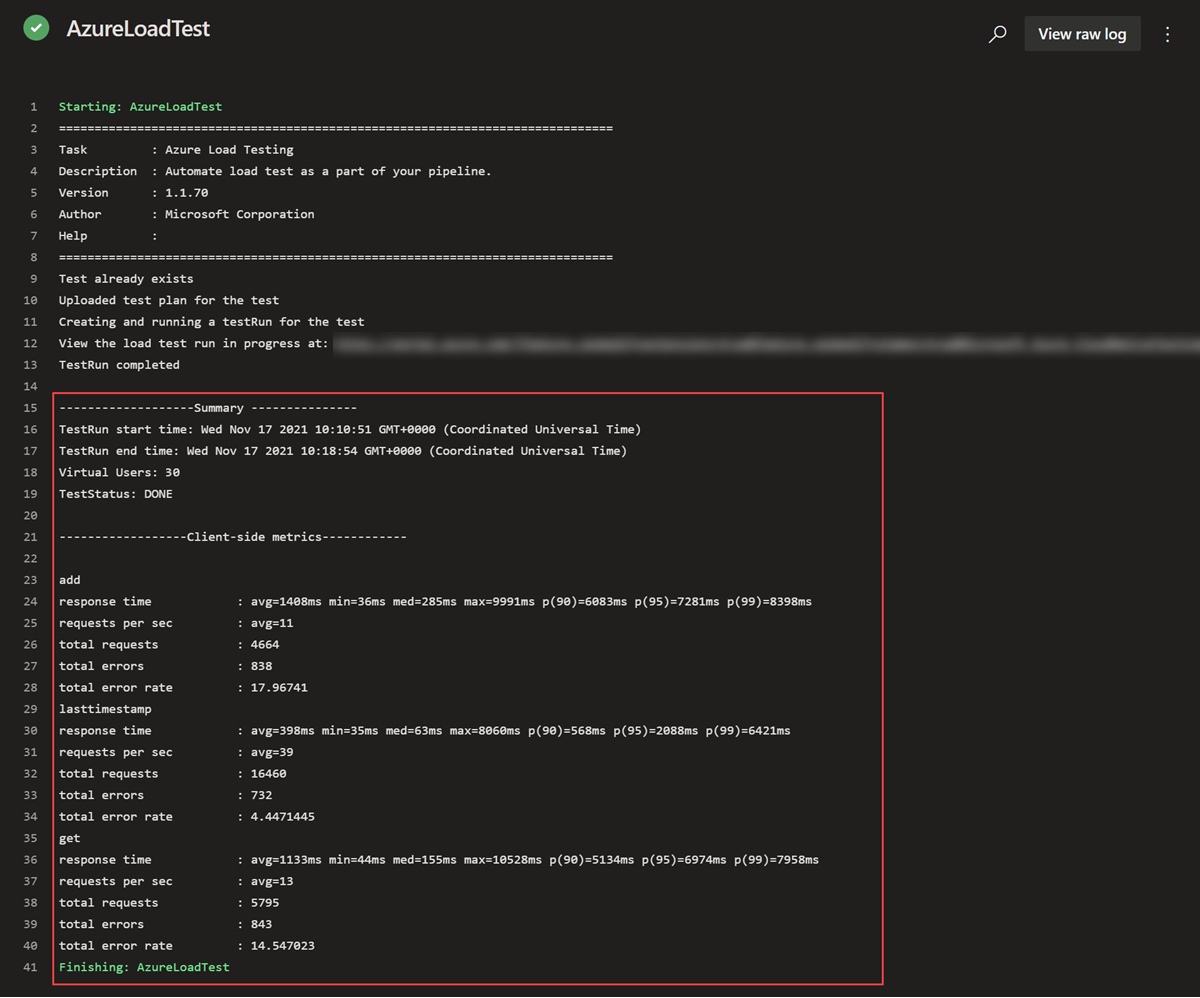 AzureLoadTest
View raw log
1 Starting: AzureLoadTest
2 ==============================================================================
3 Task         : Azure Load Testing
4 Description  : Automate load test as a part of your pipeline.
5 Version      : 1.1.70
6 Author       : Microsoft Corporation
7 Help         :
8 ==============================================================================
9 Test already exists
10 Uploaded test plan for the test
11 Creating and running a testRun for the test
12 View the load test run in progress at:
13 TestRun completed
14
15 -------------------Summary ---------------
16 TestRun start time: Wed Nov 17 2021 10:10:51 GMT+0000 (Coordinated Universal Time)
17 TestRun end time: Wed Nov 17 2021 10:18:54 GMT+0000 (Coordinated Universal Time)
18 Virtual Users: 30
19 TestStatus: DONE
20
21 ------------------Client-side metrics------------
22
23 add
24 response time            : avg=1408ms min=36ms med=285ms max=9991ms p(90)=6083ms p(95)=7281ms p(99)=8398ms
25 requests per sec         : avg=11
26 total requests           : 4664
27 total errors             : 838
28 total error rate         : 17.96741
29 lasttimestamp
30 response time            : avg=398ms min=35ms med=63ms max=8060ms p(90)=568ms p(95)=2088ms p(99)=6421ms
31 requests per sec         : avg=39
32 total requests           : 16460
33 total errors             : 732
34 total error rate         : 4.4471445
35 get
36 response time            : avg=1133ms min=44ms med=155ms max=10528ms p(90)=5134ms p(95)=6974ms p(99)=7958ms
37 requests per sec         : avg=13
38 total requests           : 5795
39 total errors             : 843
40 total error rate         : 14.547023
41 Finishing: AzureLoadTest